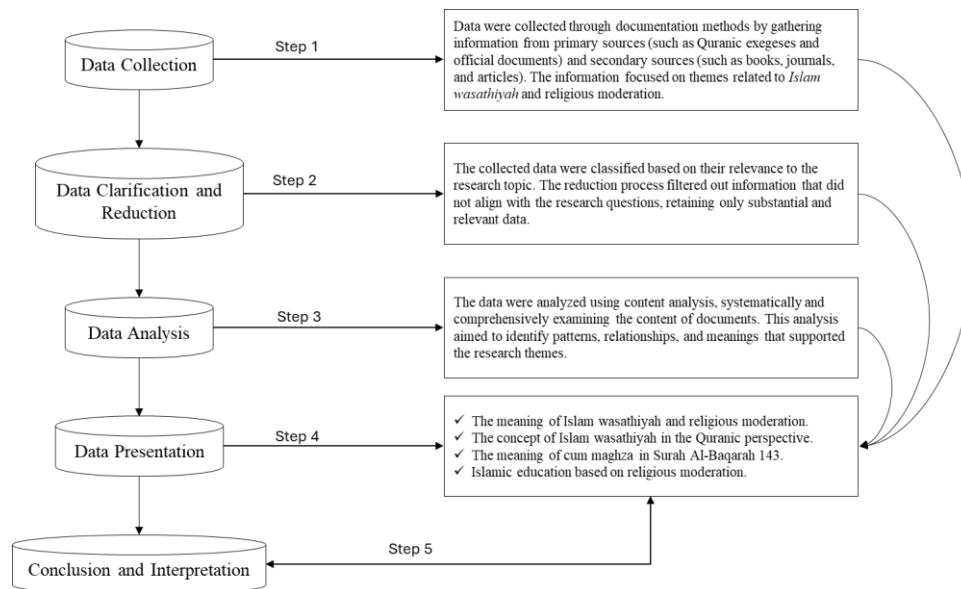 Data Collection
Step 1
Data were collected through documentation methods by gathering
information from primary sources (such as Quranic exegeses and
official documents) and secondary sources (such as books, journals,
and articles). The information focused on themes related to Islam
wasathiyah and religious moderation.
Data Clarification and
Reduction
Step 2
The collected data were classified based on their relevance to the
research topic. The reduction process filtered out information that did
not align with the research questions, retaining only substantial and
relevant data.
Data Analysis
Step 3
The data were analyzed using content analysis, systematically and
comprehensively examining the content of documents. This analysis
aimed to identify patterns, relationships, and meanings that supported
the research themes.
Data Presentation
Step 4
✓ The meaning of Islam wasathiyah and religious moderation.
✓ The concept of Islam wasathiyah in the Quranic perspective.
✓ The meaning of cum maghza in Surah Al-Baqarah 143.
✓ Islamic education based on religious moderation.
Step 5
Conclusion and Interpretation